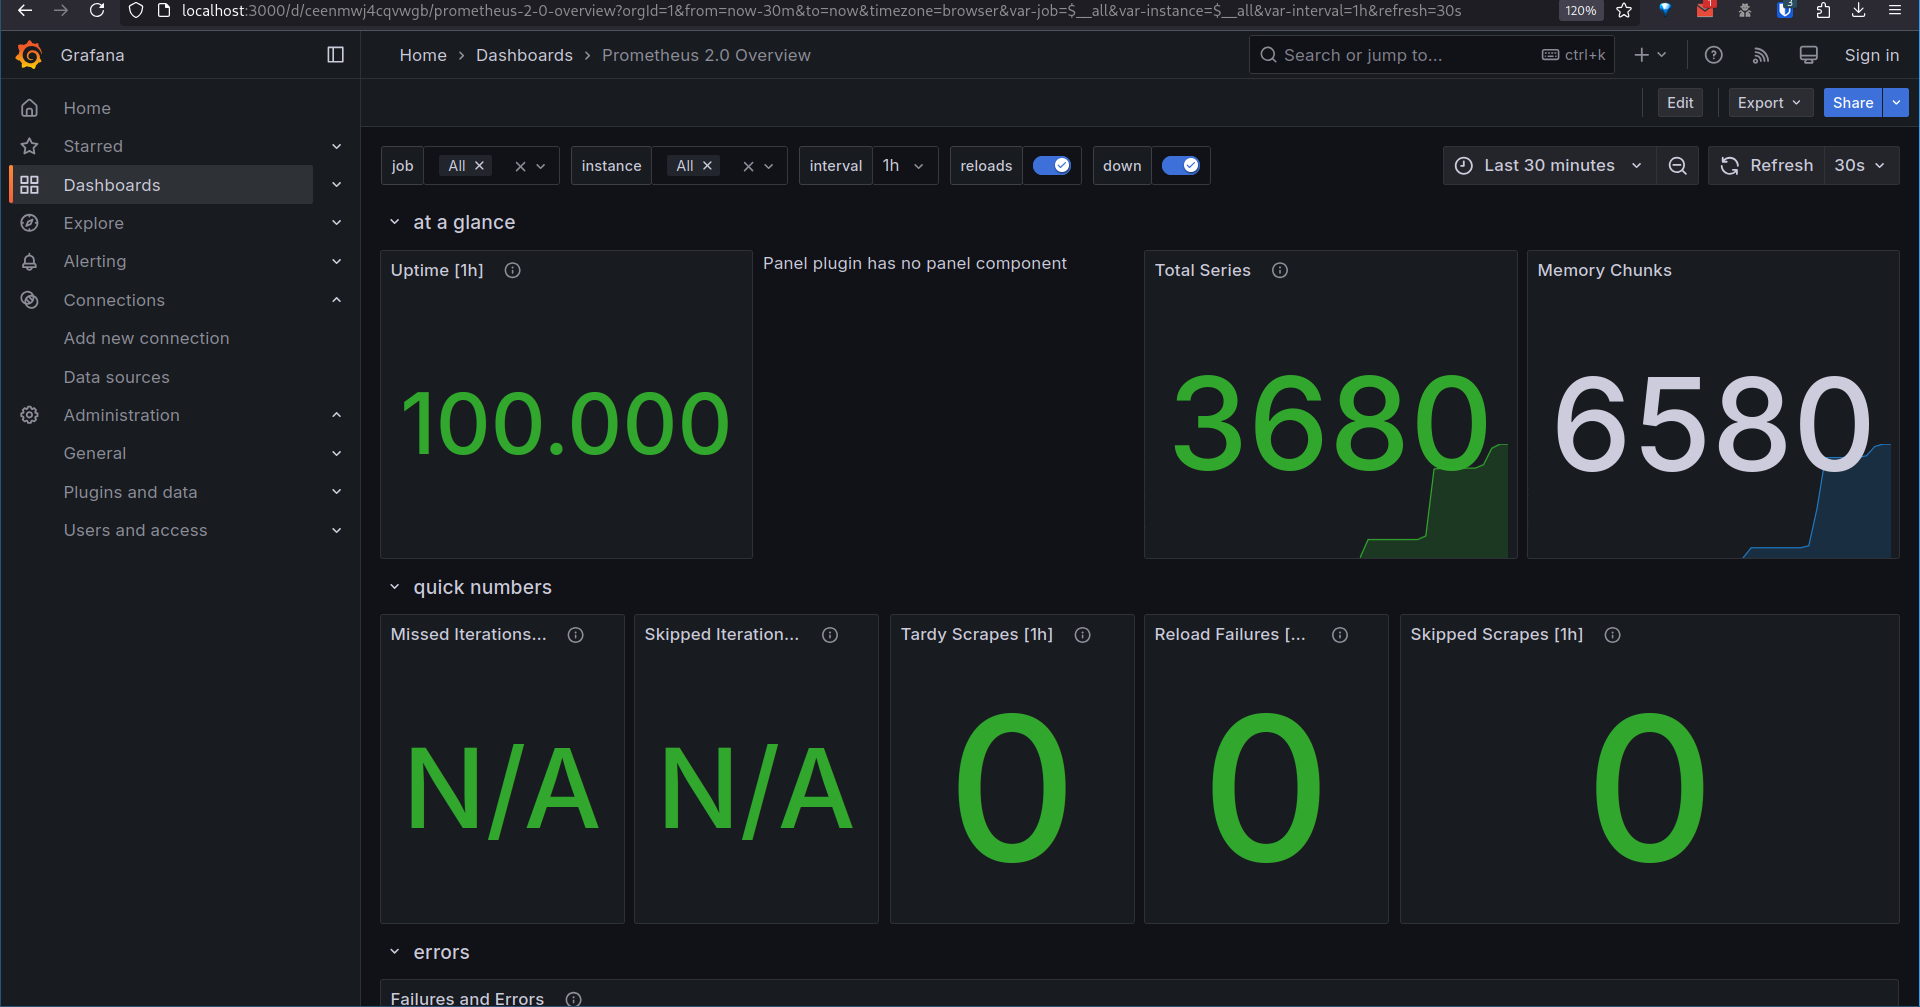 localhost:3000/d/ceenmwj4cqvwgb/prometheus-2-0-overview?orgId=1&from=now-30m&to=now&timezone=browser&var-job=$__all&var-instance=$__all&var-interval=1h&refresh=30s
120%
1
3
Grafana
Home › Dashboards › Prometheus 2.0 Overview
Search or jump to...
ctrl+k
Sign in
Edit
Export
Share
Home
Starred
Dashboards
Explore
Alerting
Connections
Add new connection
Data sources
Administration
General
Plugins and data
Users and access
job All
instance All
interval 1h
reloads
down
Last 30 minutes
Refresh 30s
at a glance
Uptime [1h]
100.000
Panel plugin has no panel component
Total Series
3680
Memory Chunks
6580
quick numbers
Missed Iterations...
N/A
Skipped Iteration...
N/A
Tardy Scrapes [1h]
0
Reload Failures [...
0
Skipped Scrapes [1h]
0
errors
Failures and Errors